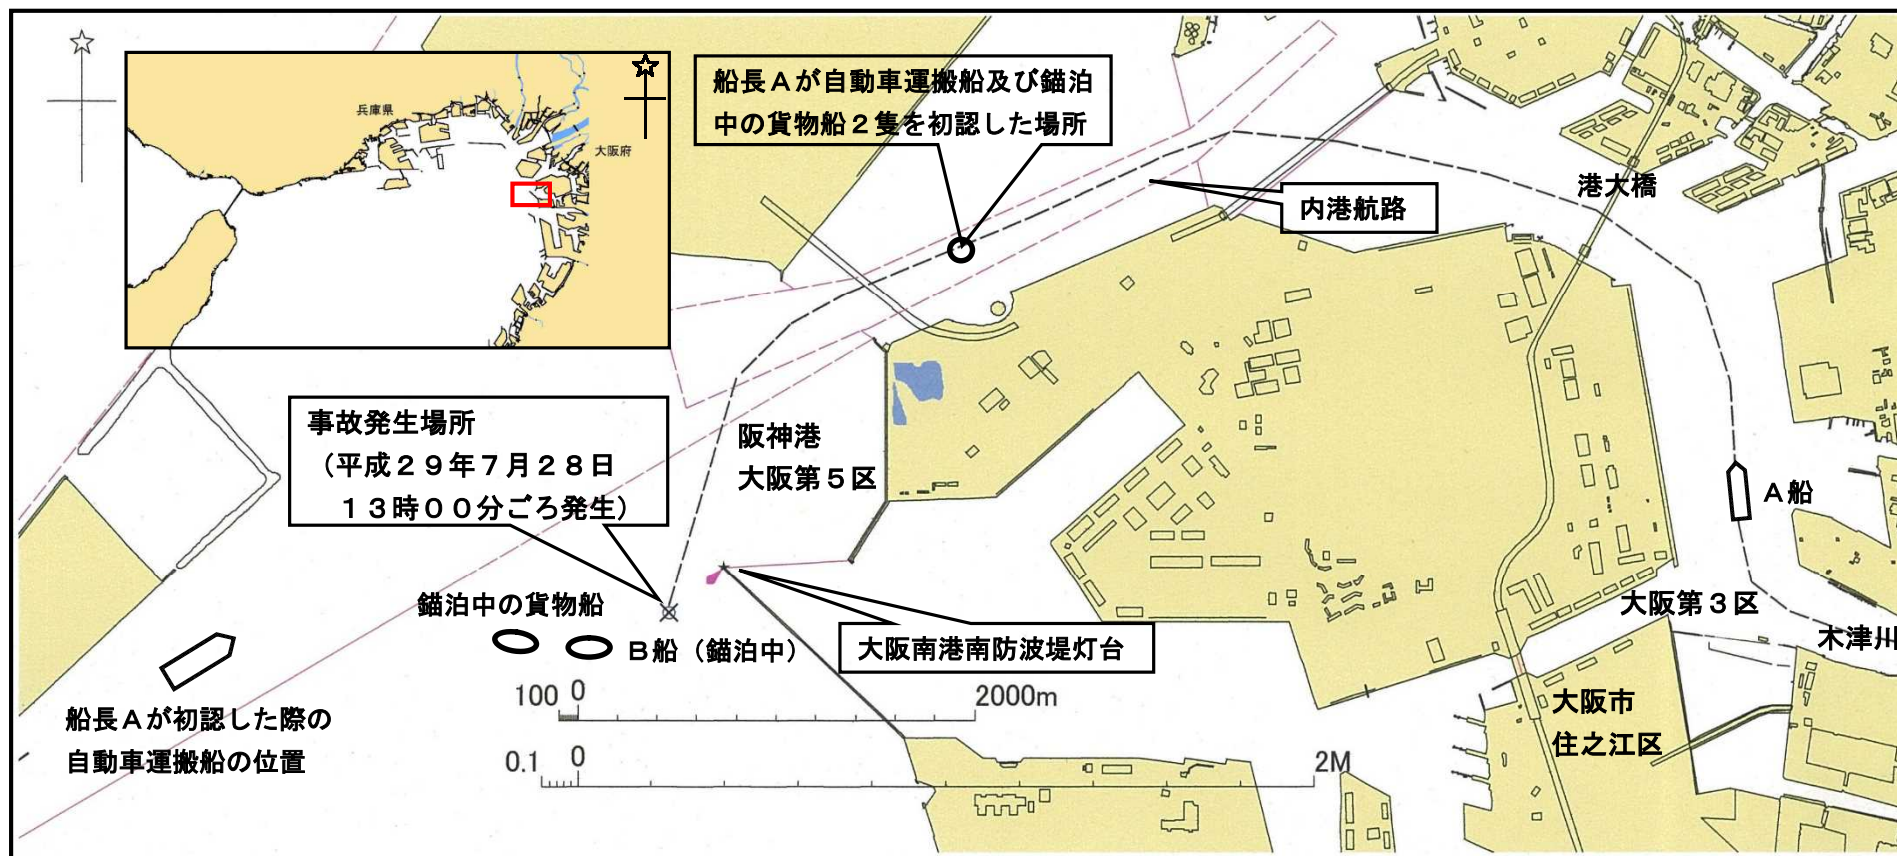 兵庫県
大阪府
船長Aが自動車運搬船及び錨泊
中の貨物船2隻を初認した場所
港大橋
内港航路
事故発生場所
(平成29年7月28日
13時00分ごろ発生)
阪神港
大阪第5区
A船
錨泊中の貨物船
B船(錨泊中)
大阪南港南防波堤灯台
大阪第3区
木津川
船長Aが初認した際の
自動車運搬船の位置
100 0 2000m
0.1 0 2M
大阪市
住之江区